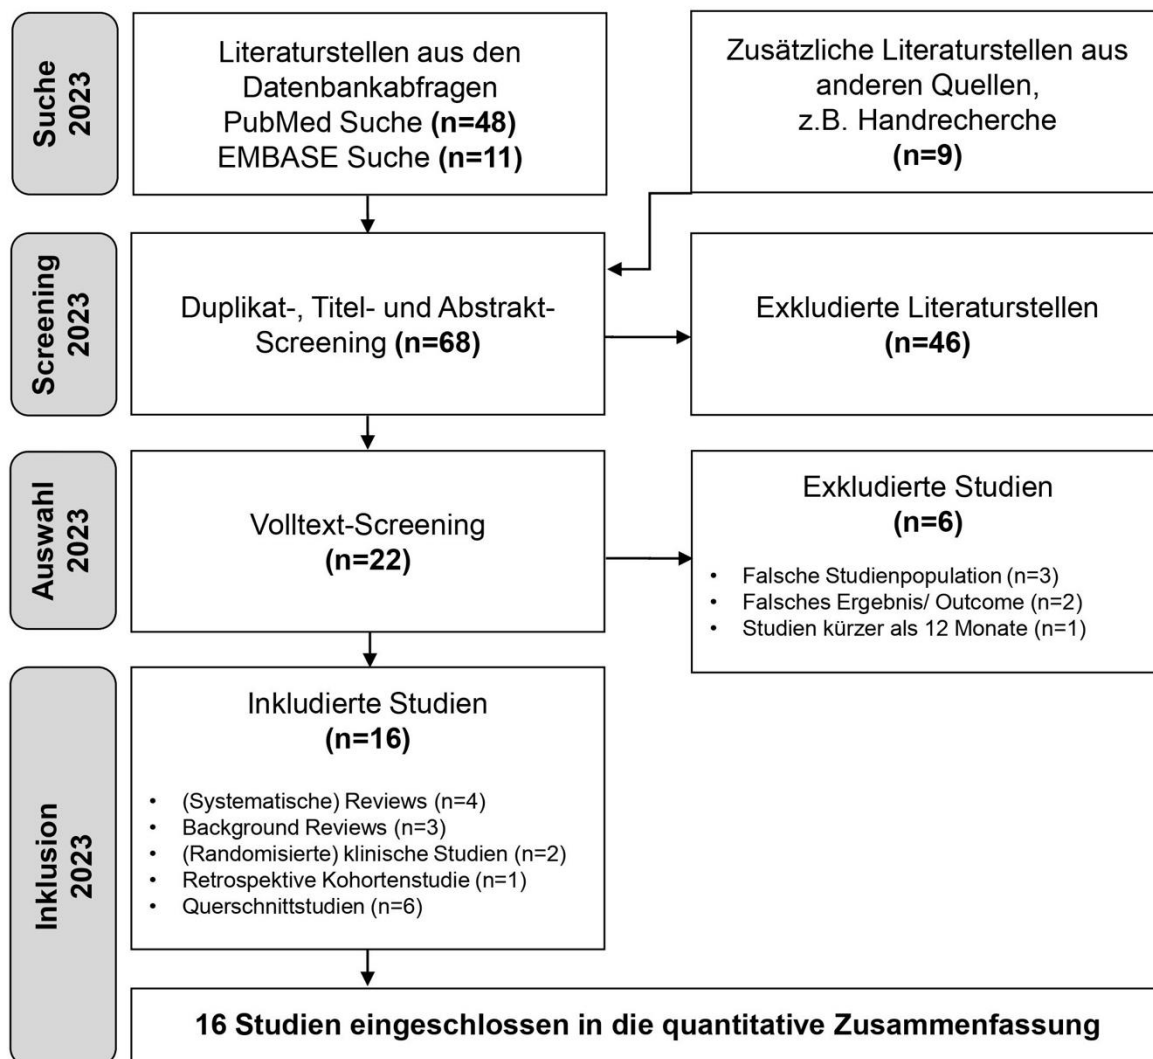 Suche
2023
Literaturstellen aus den
Datenbankabfragen
PubMed Suche (n=48)
EMBASE Suche (n=11)
Zusätzliche Literaturstellen aus
anderen Quellen,
z.B. Handrecherche
(n=9)
Screening
2023
Duplikat-, Titel- und Abstrakt-
Screening (n=68)
Exkludierte Literaturstellen
(n=46)
Auswahl
2023
Volltext-Screening
(n=22)
Exkludierte Studien
(n=6)
• Falsche Studienpopulation (n=3)
• Falsches Ergebnis/ Outcome (n=2)
• Studien kürzer als 12 Monate (n=1)
Inklusion
2023
Inkludierte Studien
(n=16)
• (Systematische) Reviews (n=4)
• Background Reviews (n=3)
• (Randomisierte) klinische Studien (n=2)
• Retrospektive Kohortenstudie (n=1)
• Querschnittstudien (n=6)
16 Studien eingeschlossen in die quantitative Zusammenfassung